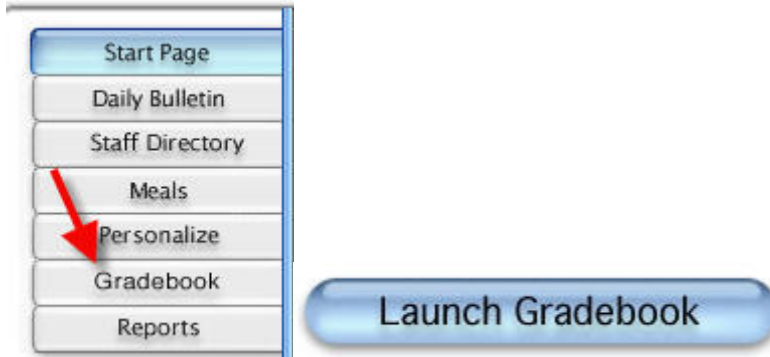 Start Page
Daily Bulletin
Staff Directory
Meals
Personalize
Gradebook
Reports
Launch Gradebook